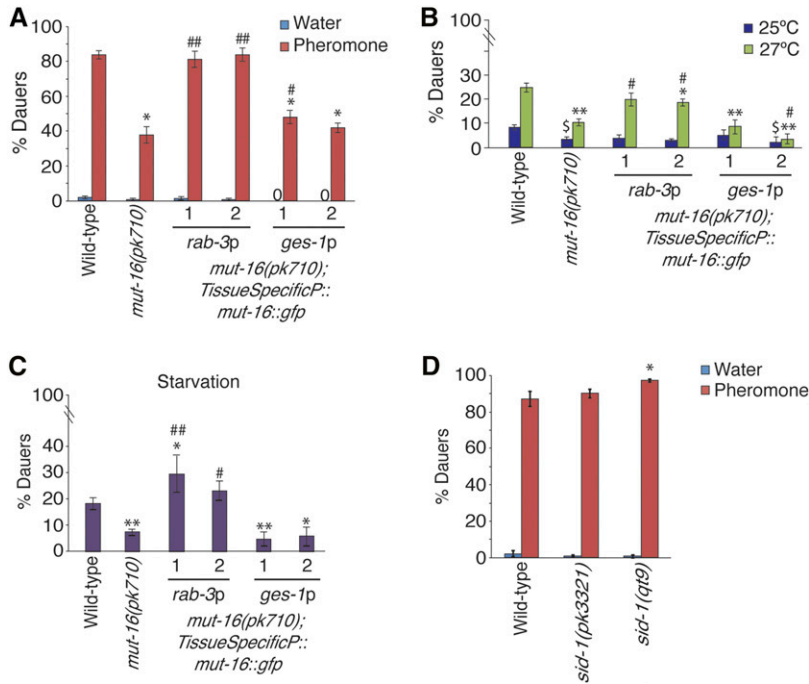 A
Water
Pheromone
% Dauers
100
80
60
40
20
0
*
##
##
#
*
*
0
0
1
2
1
2
Wild-type
mut-16(pk710)
rab-3p
ges-1p
mut-16(pk710);
TissueSpecificP::
mut-16::gfp
B
25ºC
27ºC
% Dauers
100
30
20
10
0
$
**
#
#
*
**
$
#
**
1
2
1
2
Wild-type
mut-16(pk710)
rab-3p
ges-1p
mut-16(pk710);
TissueSpecificP::
mut-16::gfp
C
Starvation
% Dauers
100
40
30
20
10
0
**
##
*
#
**
*
1
2
1
2
Wild-type
mut-16(pk710)
rab-3p
ges-1p
mut-16(pk710);
TissueSpecificP::
mut-16::gfp
D
Water
Pheromone
% Dauers
100
80
60
40
20
0
*
Wild-type
sid-1(pk3321)
sid-1(qt9)